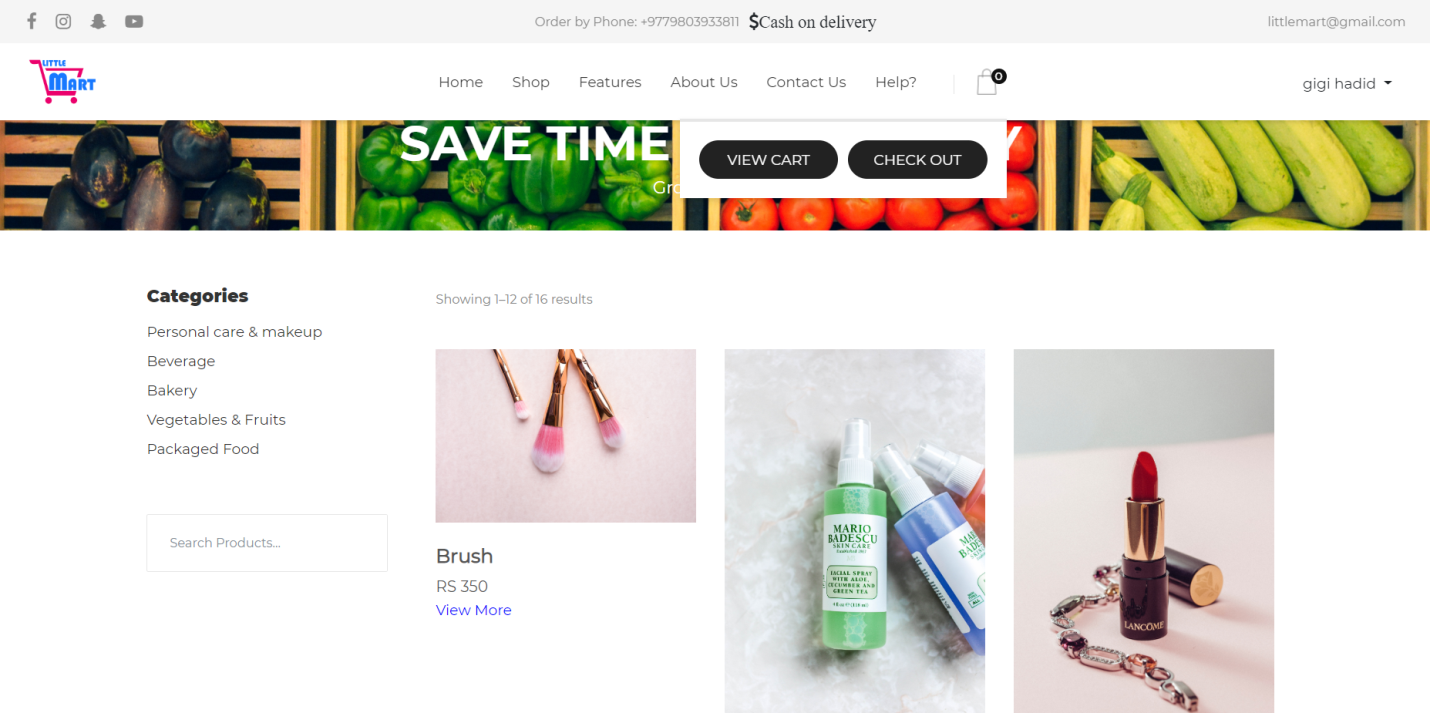 Order by Phone: +9779803933811 $Cash on delivery
littlemart@gmail.com
LITTLE
MART
Home Shop Features About Us Contact Us Help?
0
gigi hadid
SAVE TIME Y
VIEW CART CHECK OUT
Categories
Personal care & makeup
Beverage
Bakery
Vegetables & Fruits
Packaged Food
Search Products...
Showing 1–12 of 16 results
Brush
RS 350
View More
MARIO
BADESCU
SKIN CARE
FACIAL SPRAY
WITH ALOE,
CUCUMBER AND
GREEN TEA
LANCÔME